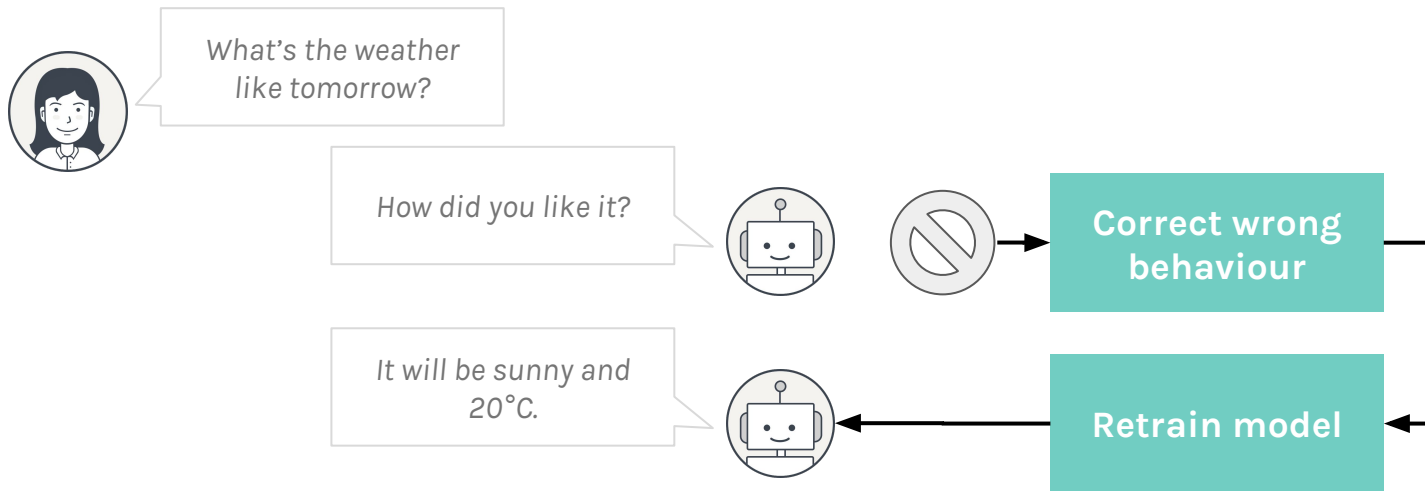 What’s the weather
like tomorrow?
How did you like it?
Correct wrong
behaviour
It will be sunny and
20°C.
Retrain model